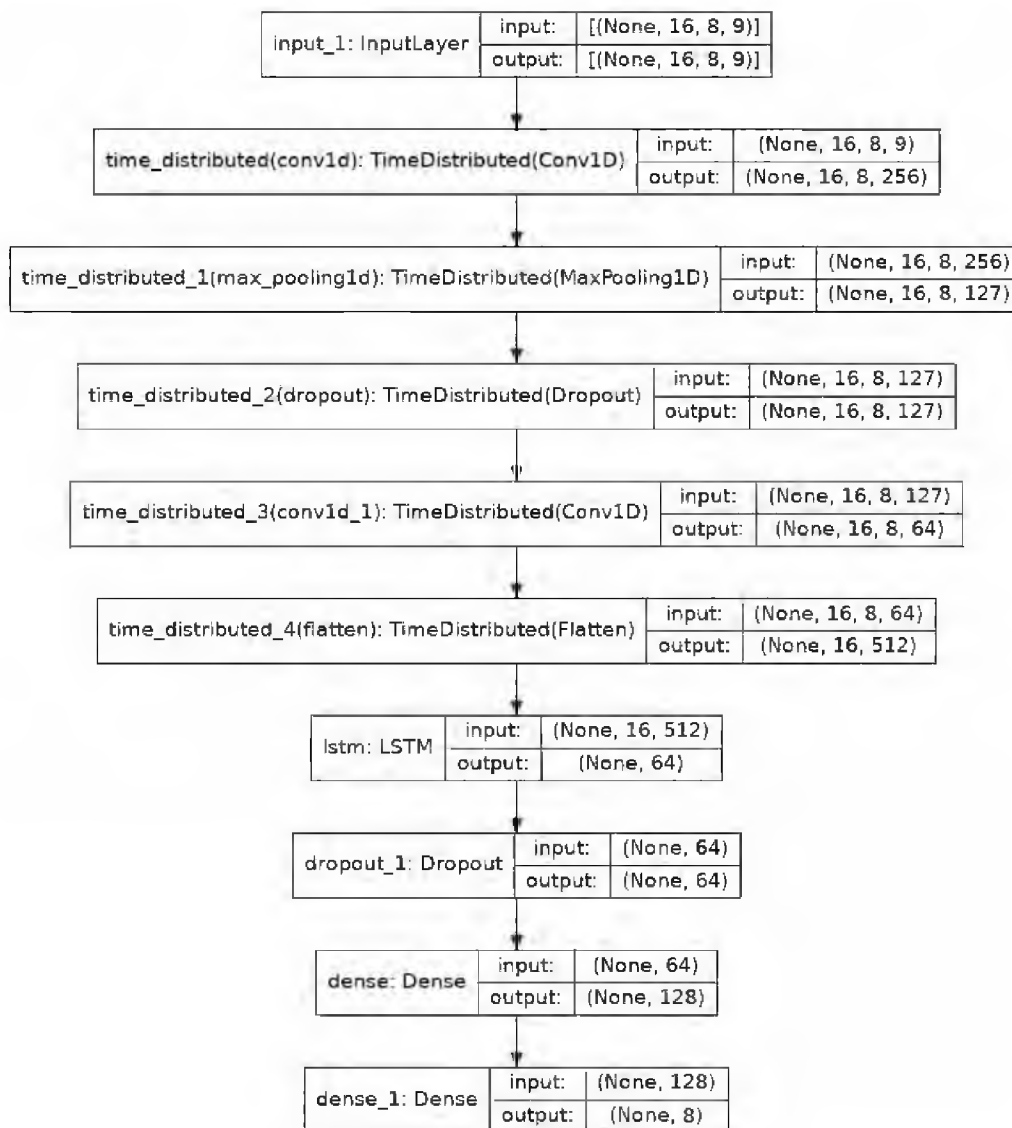 input_1: InputLayer
input: [(None, 16, 8, 9)]
output: [(None, 16, 8, 9)]
time_distributed(conv1d): TimeDistributed(Conv1D)
input: (None, 16, 8, 9)
output: (None, 16, 8, 256)
time_distributed_1(max_pooling1d): TimeDistributed(MaxPooling1D)
input: (None, 16, 8, 256)
output: (None, 16, 8, 127)
time_distributed_2(dropout): TimeDistributed(Dropout)
input: (None, 16, 8, 127)
output: (None, 16, 8, 127)
time_distributed_3(conv1d_1): TimeDistributed(Conv1D)
input: (None, 16, 8, 127)
output: (None, 16, 8, 64)
time_distributed_4(flatten): TimeDistributed(Flatten)
input: (None, 16, 8, 64)
output: (None, 16, 512)
lstm: LSTM
input: (None, 16, 512)
output: (None, 64)
dropout_1: Dropout
input: (None, 64)
output: (None, 64)
dense: Dense
input: (None, 64)
output: (None, 128)
dense_1: Dense
input: (None, 128)
output: (None, 8)